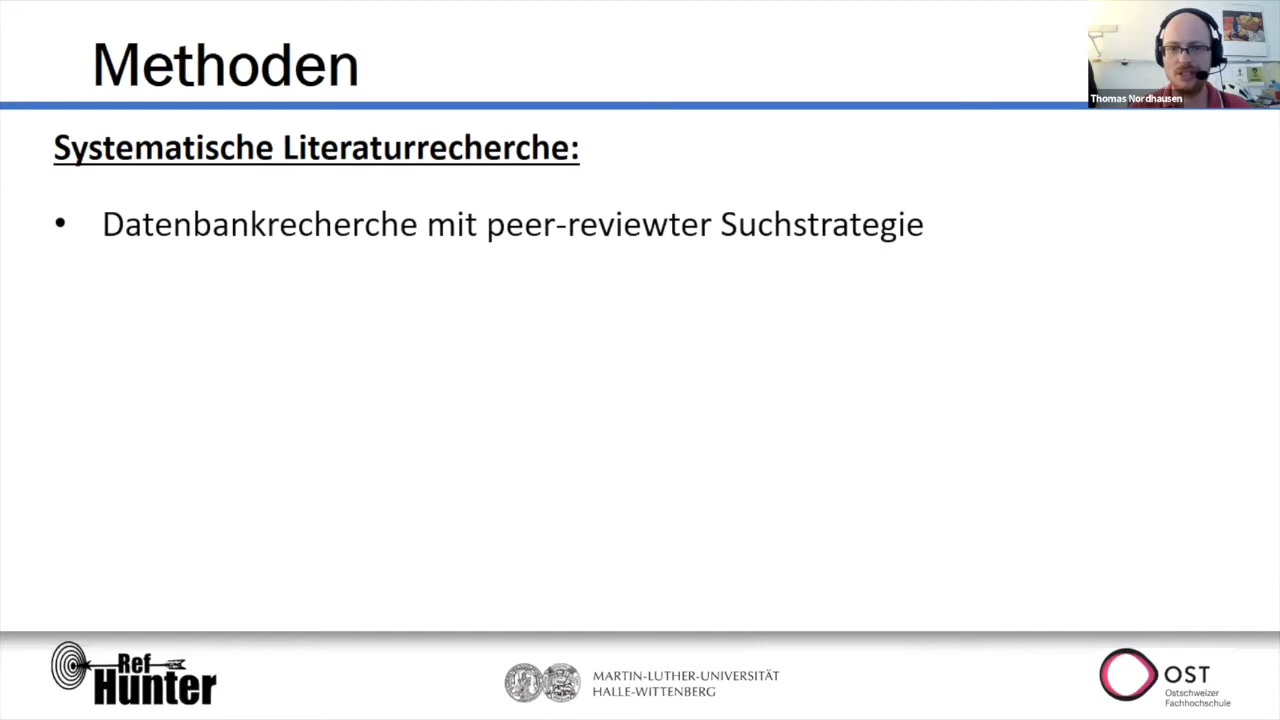 Methoden
Thomas Nordhausen
Systematische Literaturrecherche:
• Datenbankrecherche mit peer-reviewter Suchstrategie
Ref
Hunter
MARTIN-LUTHER-UNIVERSITÄT
HALLE-WITTENBERG
OST
Ostschweizer
Fachhochschule